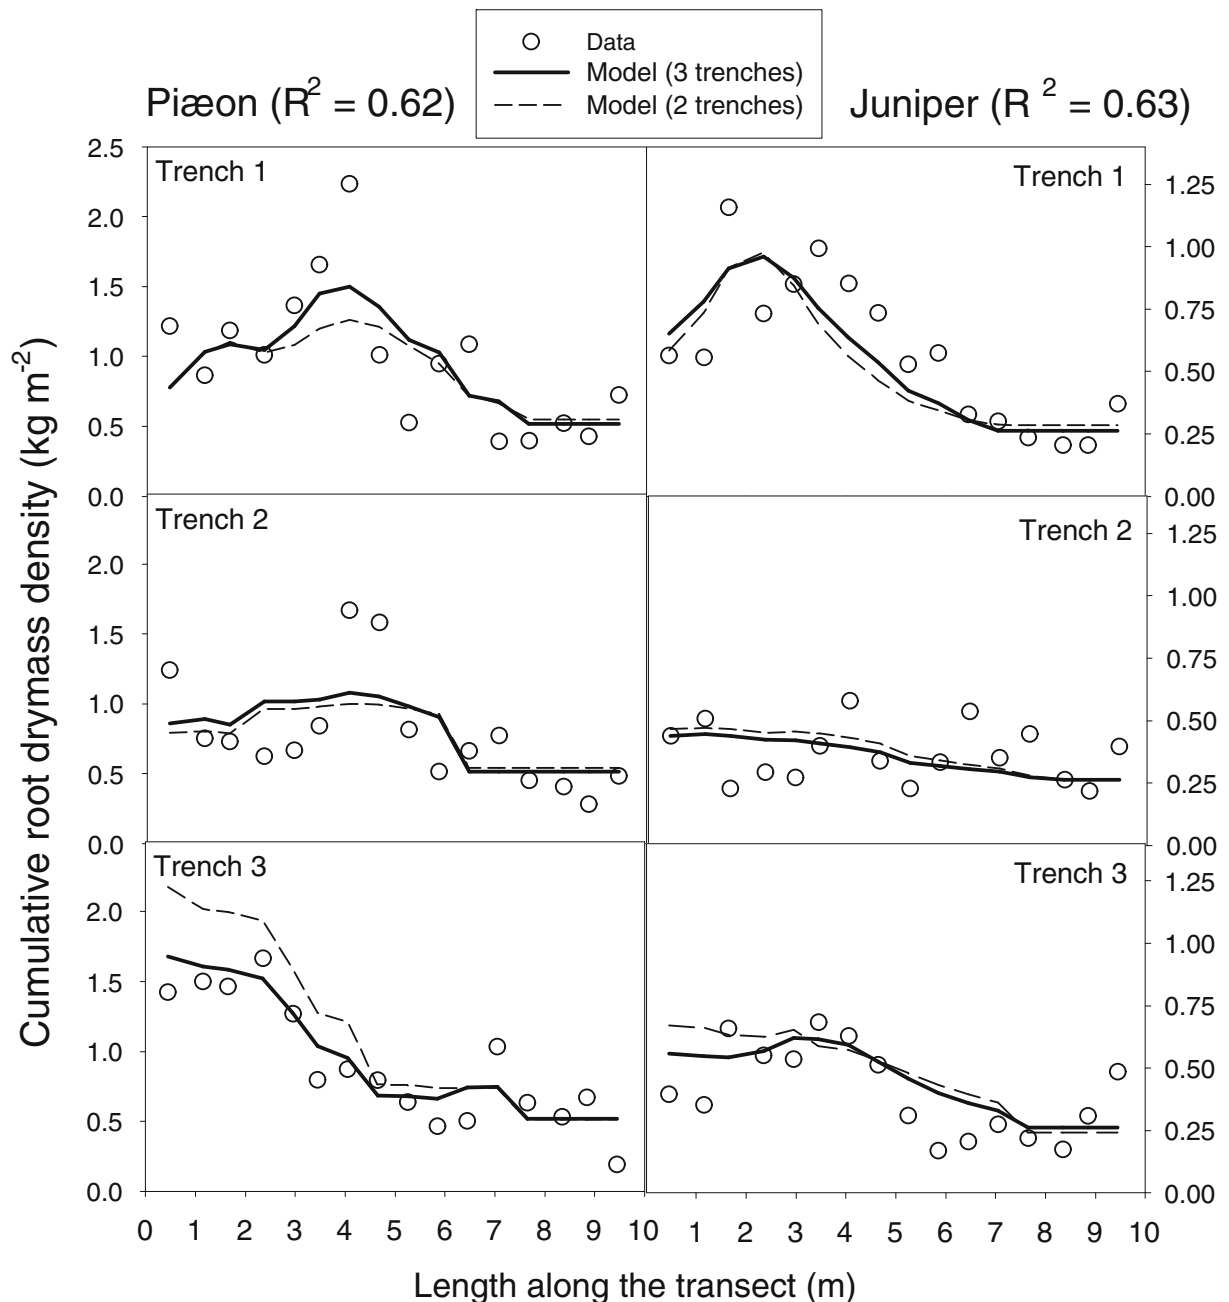 Data
Model (3 trenches)
Model (2 trenches)
Piæon (R² = 0.62)
Juniper (R ² = 0.63)
Cumulative root drymass density (kg m⁻²)
Trench 1
2.5
2.0
1.5
1.0
0.5
0.0
Trench 1
1.25
1.00
0.75
0.50
0.25
0.00
Trench 2
2.0
1.5
1.0
0.5
0.0
Trench 2
1.25
1.00
0.75
0.50
0.25
0.00
Trench 3
2.0
1.5
1.0
0.5
0.0
Trench 3
1.25
1.00
0.75
0.50
0.25
0.00
0 1 2 3 4 5 6 7 8 9 0 1 2 3 4 5 6 7 8 9 10
Length along the transect (m)